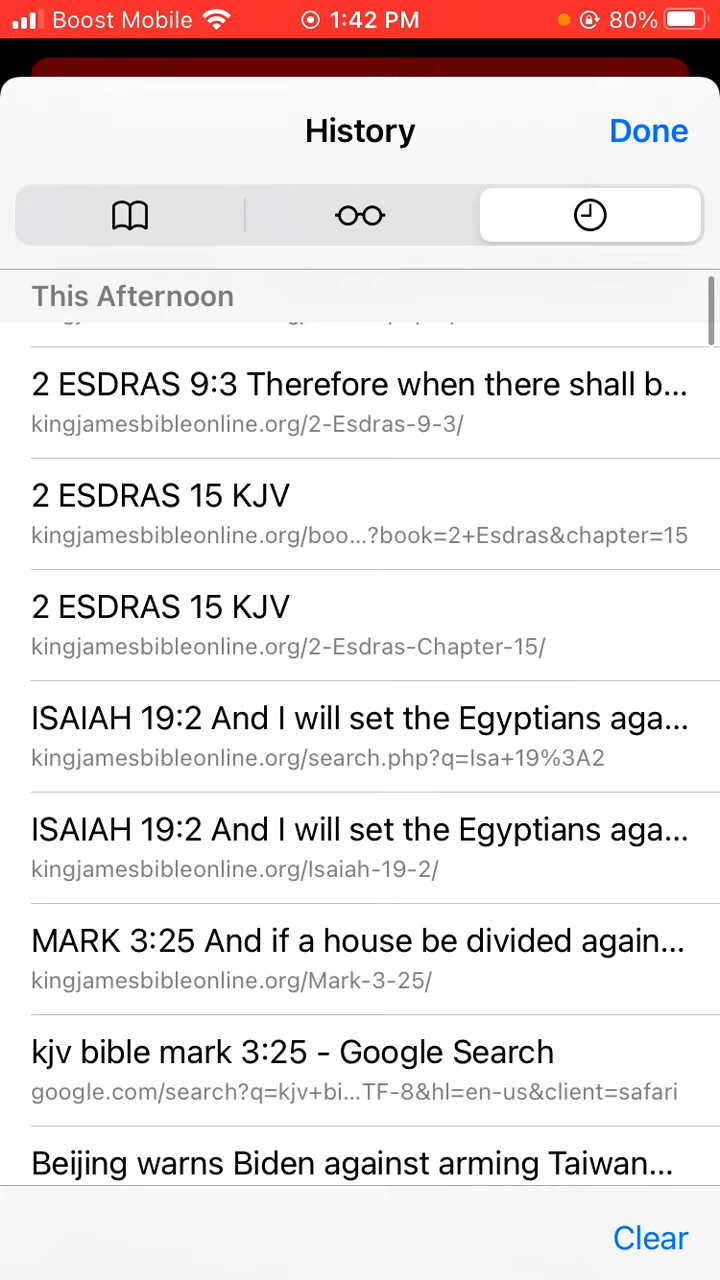 Boost Mobile 1:42 PM 80%
History Done
This Afternoon
2 ESDRAS 9:3 Therefore when there shall b...
kingjamesbibleonline.org/2-Esdras-9-3/
2 ESDRAS 15 KJV
kingjamesbibleonline.org/boo...?book=2+Esdras&chapter=15
2 ESDRAS 15 KJV
kingjamesbibleonline.org/2-Esdras-Chapter-15/
ISAIAH 19:2 And I will set the Egyptians aga...
kingjamesbibleonline.org/search.php?q=Isa+19%3A2
ISAIAH 19:2 And I will set the Egyptians aga...
kingjamesbibleonline.org/Isaiah-19-2/
MARK 3:25 And if a house be divided again...
kingjamesbibleonline.org/Mark-3-25/
kjv bible mark 3:25 - Google Search
google.com/search?q=kjv+bi...TF-8&hl=en-us&client=safari
Beijing warns Biden against arming Taiwan...
Clear